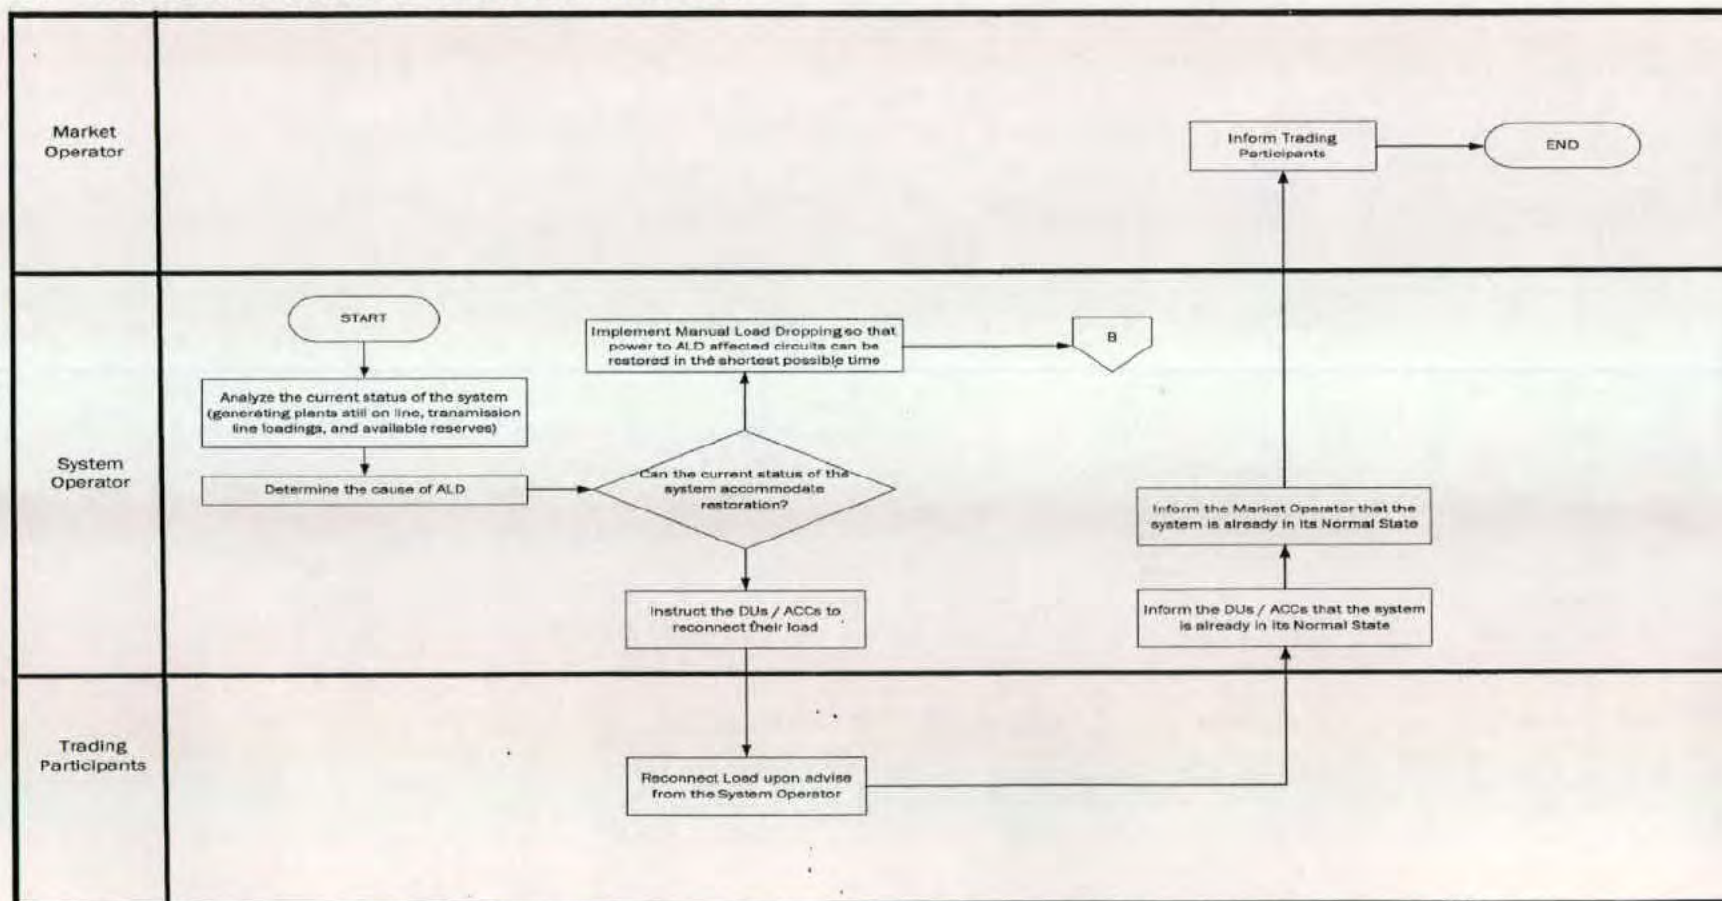 Market
Operator
Inform Trading
Participants
END
System
Operator
START
Analyze the current status of the system
(generating plants still on line, transmission
line loadings, and available reserves)
Determine the cause of ALD
Implement Manual Load Dropping so that
power to ALD affected circuits can be
restored in the shortest possible time
B
Can the current status of the
system accommodate
restoration?
Instruct the DUs / ACCs to
reconnect their load
Inform the Market Operator that the
system is already in its Normal State
Inform the DUs / ACCs that the system
is already in its Normal State
Trading
Participants
Reconnect Load upon advise
from the System Operator